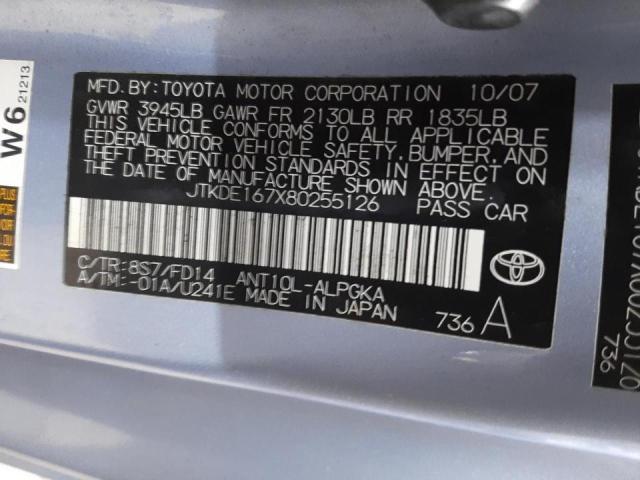 MFD.BY:TOYOTA MOTOR CORPORATION 10/07
GVWR 3945LB GAWR FR 2130LB RR 1835LB
THIS VEHICLE CONFORMS TO ALL APPLICABLE
FEDERAL MOTOR VEHICLE SAFETY,BUMPER,AND
THEFT PREVENTION STANDARDS IN EFFECT ON
THE DATE OF MANUFACTURE SHOWN ABOVE.
JTKDE167X80255126 PASS CAR
C/TR:8S7/FD14 ANT10L-ALPGKA
A/TM:-01A/U241E MADE IN JAPAN
736 A
W6
21213
PLUS
736